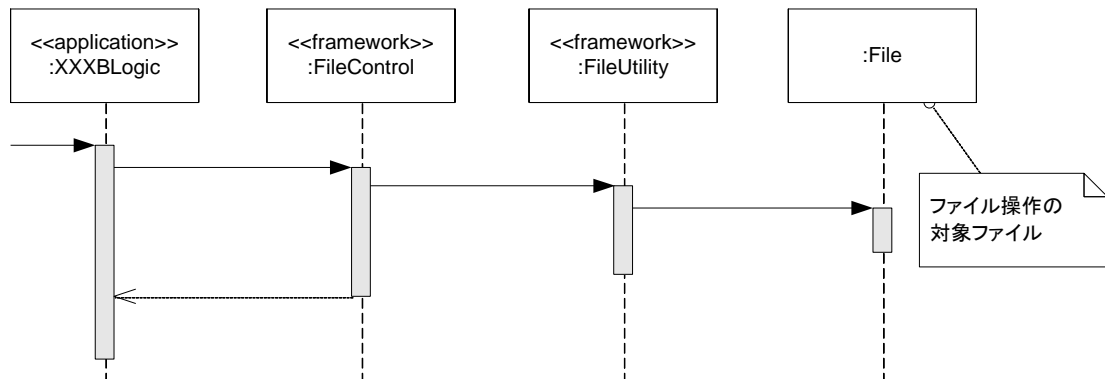 <<application>>
:XXXBLogic
<<framework>>
:FileControl
<<framework>>
:FileUtility
:File
ファイル操作の
対象ファイル